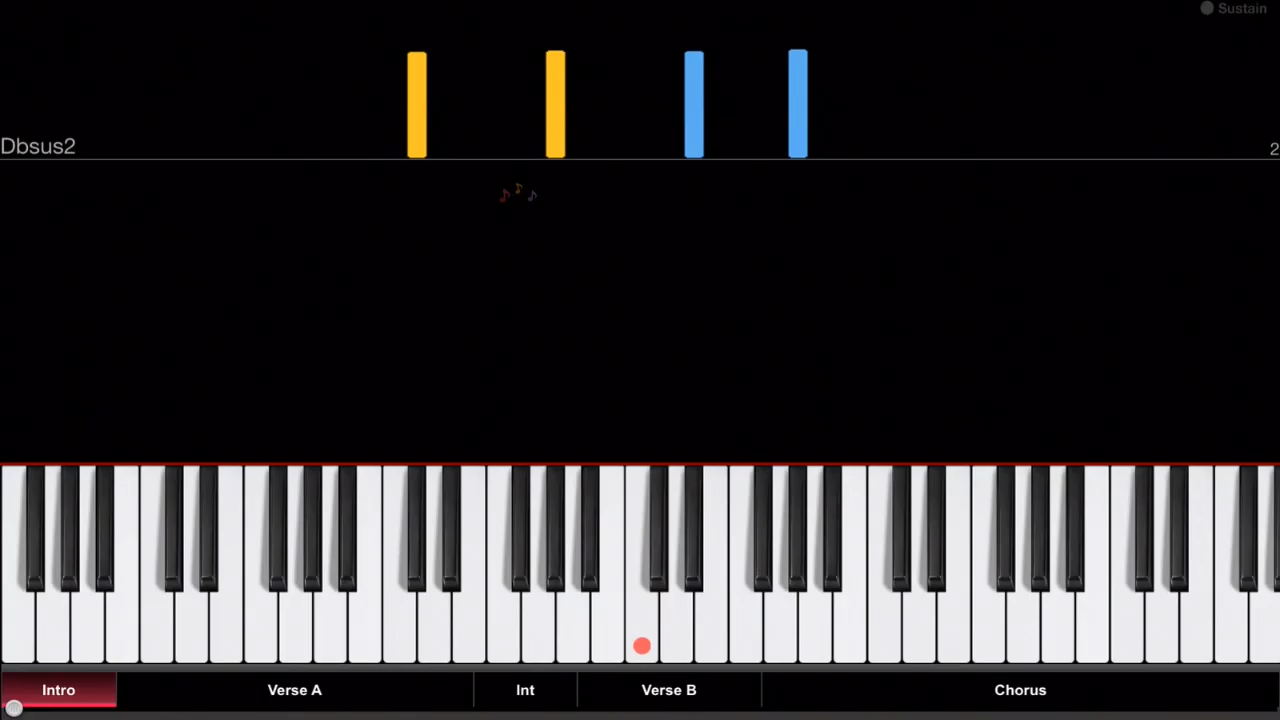 Sustain
Dbsus2
2
Intro
Verse A
Int
Verse B
Chorus